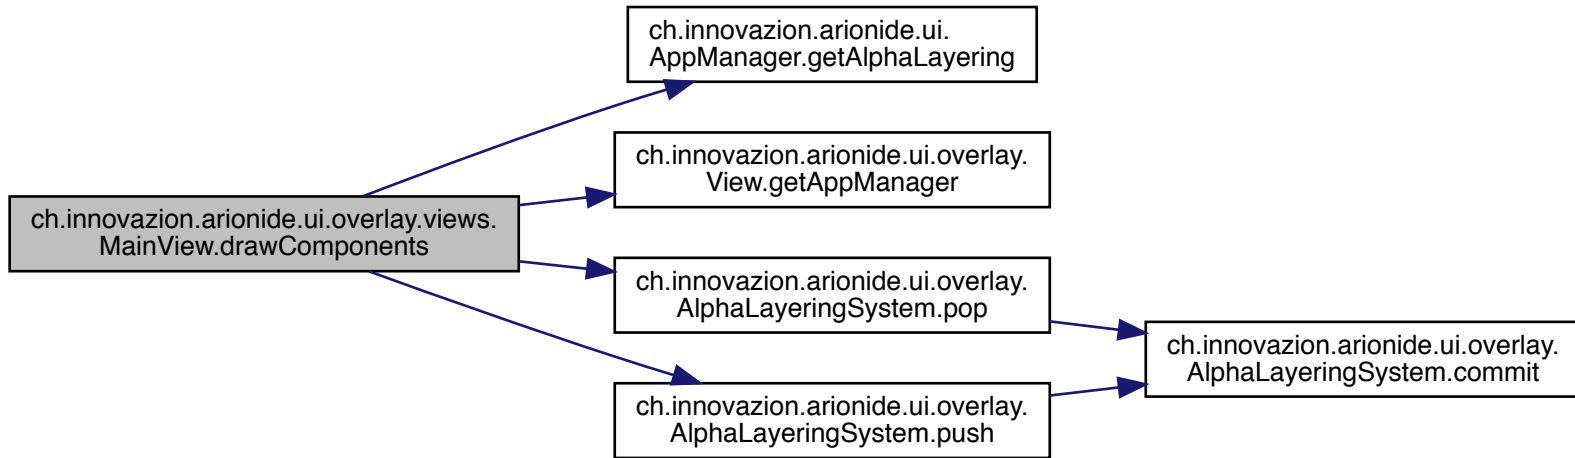 ch.innovazion.arionide.ui.
AppManager.getAlphaLayering
ch.innovazion.arionide.ui.overlay.
View.getAppManager
ch.innovazion.arionide.ui.overlay.views.
MainView.drawComponents
ch.innovazion.arionide.ui.overlay.
AlphaLayeringSystem.pop
ch.innovazion.arionide.ui.overlay.
AlphaLayeringSystem.commit
ch.innovazion.arionide.ui.overlay.
AlphaLayeringSystem.push